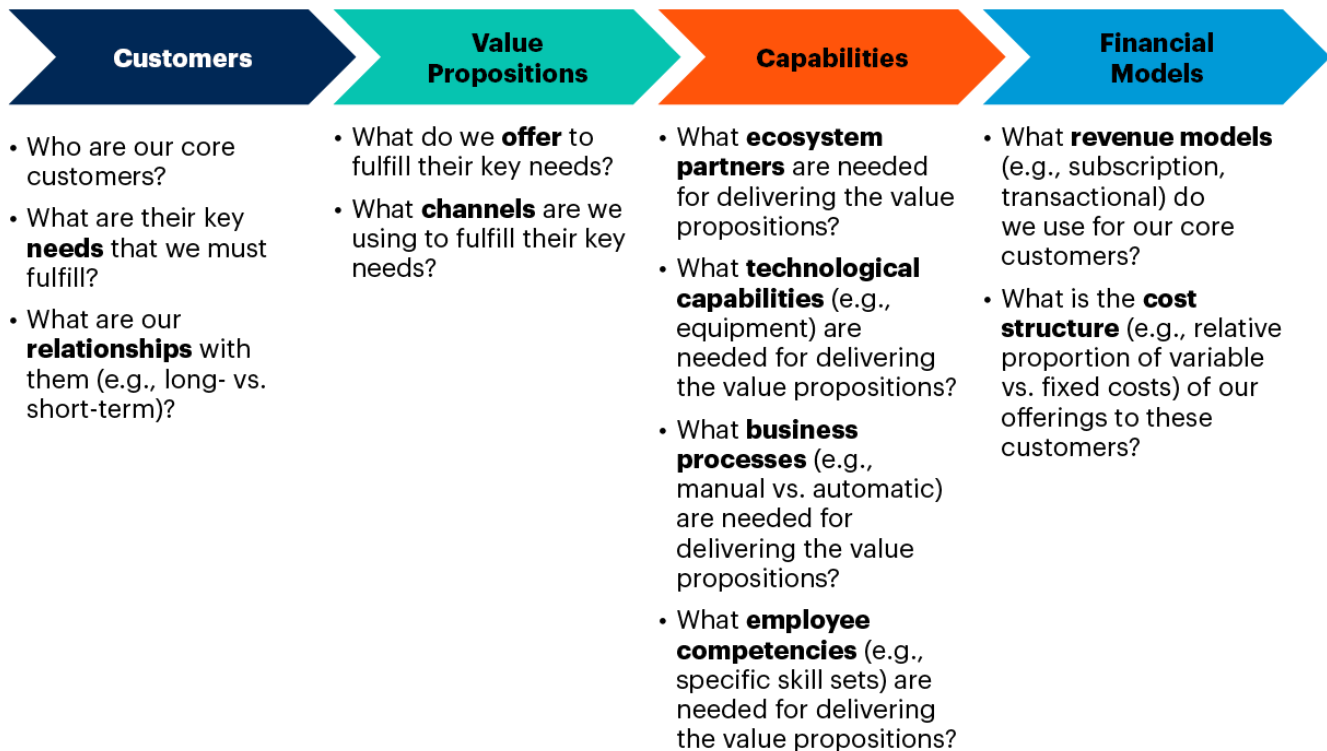 Customers
• Who are our core
customers?
• What are their key
needs that we must
fulfill?
• What are our
relationships with
them (e.g., long- vs.
short-term)?
Value
Propositions
• What do we offer to
fulfill their key needs?
• What channels are we
using to fulfill their key
needs?
Capabilities
• What ecosystem
partners are needed
for delivering the value
propositions?
• What technological
capabilities (e.g.,
equipment) are
needed for delivering
the value propositions?
• What business
processes (e.g.,
manual vs. automatic)
are needed for
delivering the value
propositions?
• What employee
competencies (e.g.,
specific skill sets) are
needed for delivering
the value propositions?
Financial
Models
• What revenue models
(e.g., subscription,
transactional) do
we use for our core
customers?
• What is the cost
structure (e.g., relative
proportion of variable
vs. fixed costs) of our
offerings to these
customers?